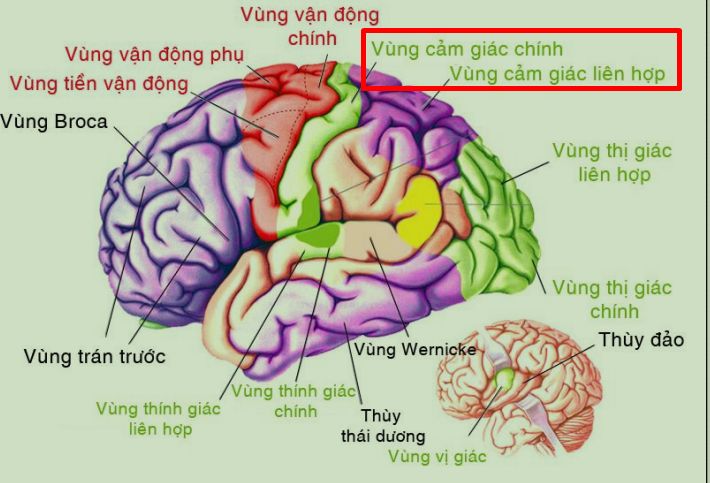 Vùng vận động
chính
Vùng cảm giác chính
Vùng cảm giác liên hợp
Vùng vận động phụ
Vùng tiền vận động
Vùng Broca
Vùng thị giác
liên hợp
Vùng thị giác
chính
Vùng trán trước
Vùng Wernicke
Thùy đảo
Vùng thính giác
chính
Vùng thính giác
liên hợp
Thùy
thái dương
Vùng vị giác